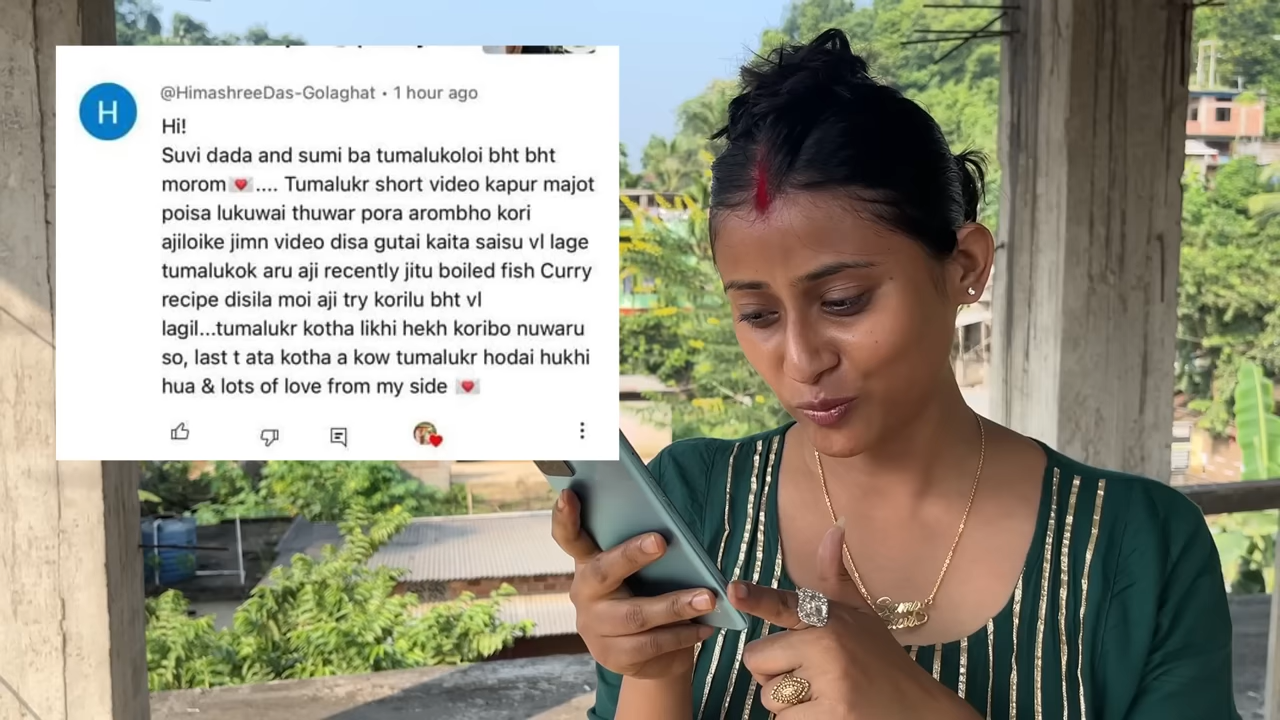 @HimashreeDas-Golaghat • 1 hour ago
H
Hi!
Suvi dada and sumi ba tumalukoloi bht bht
morom💌.... Tumalukr short video kapur majot
poisa lukuwai thuwar pora arombho kori
ajiloike jimn video disa gutai kaita saisu vl lage
tumalukok aru aji recently jitu boiled fish Curry
recipe disila moi aji try korilu bht vl
lagil...tumalukr kotha likhi hekh koribo nuwaru
so, last t ata kotha a kow tumalukr hodai hukhi
hua & lots of love from my side 💌